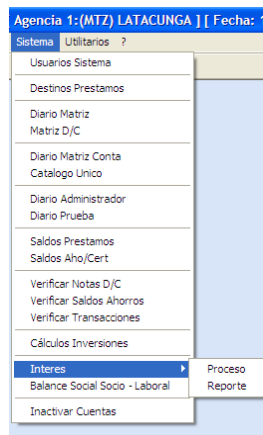 Agencia 1:(MTZ) LATACUNGA ] [ Fecha:
Sistema Utilitarios ?
Usuarios Sistema
Destinos Prestamos
Diario Matriz
Matriz D/C
Diario Matriz Conta
Catalogo Unico
Diario Administrador
Diario Prueba
Saldos Prestamos
Saldos Aho/Cert
Verificar Notas D/C
Verificar Saldos Ahorros
Verificar Transacciones
Cálculos Inversiones
Interes
Proceso
Balance Social Socio - Laboral
Reporte
Inactivar Cuentas